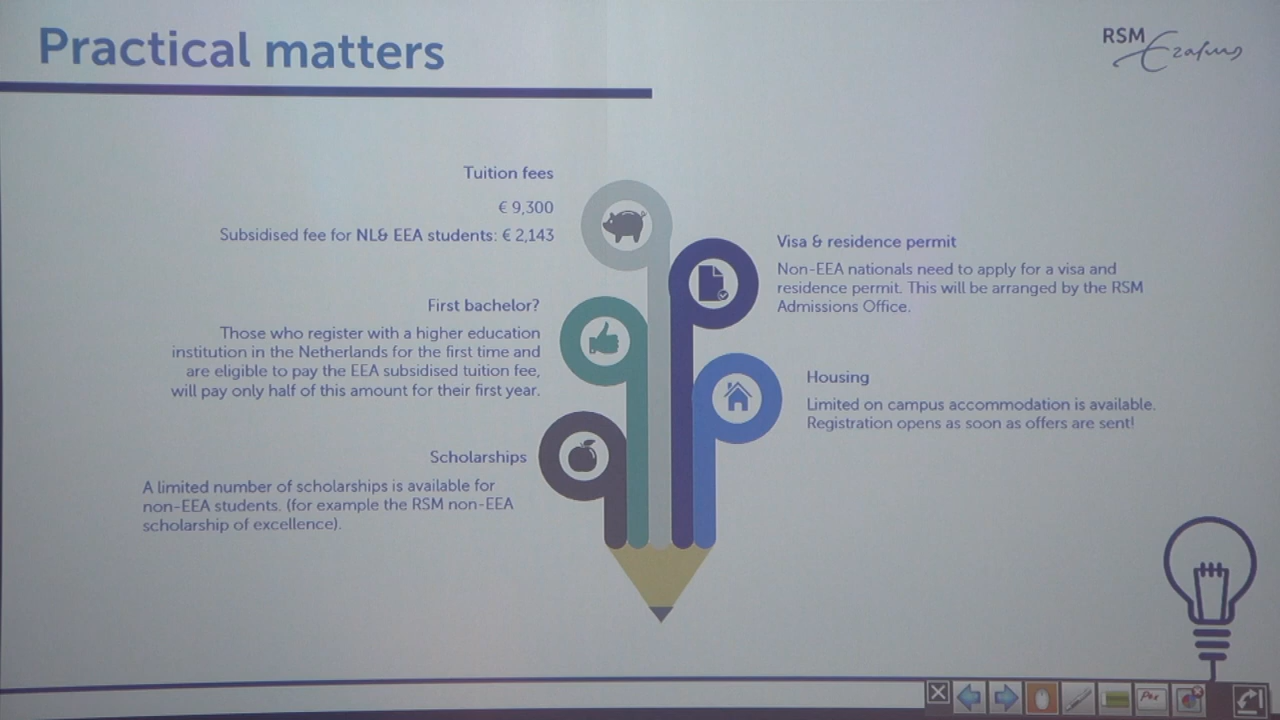 Practical matters
RSM
Erasmus
Tuition fees
€ 9,300
Subsidised fee for NL& EEA students: € 2,143
First bachelor?
Those who register with a higher education
institution in the Netherlands for the first time and
are eligible to pay the EEA subsidised tuition fee,
will pay only half of this amount for their first year.
Scholarships
A limited number of scholarships is available for
non-EEA students. (for example the RSM non-EEA
scholarship of excellence).
Visa & residence permit
Non-EEA nationals need to apply for a visa and
residence permit. This will be arranged by the RSM
Admissions Office.
Housing
Limited on campus accommodation is available.
Registration opens as soon as offers are sent!